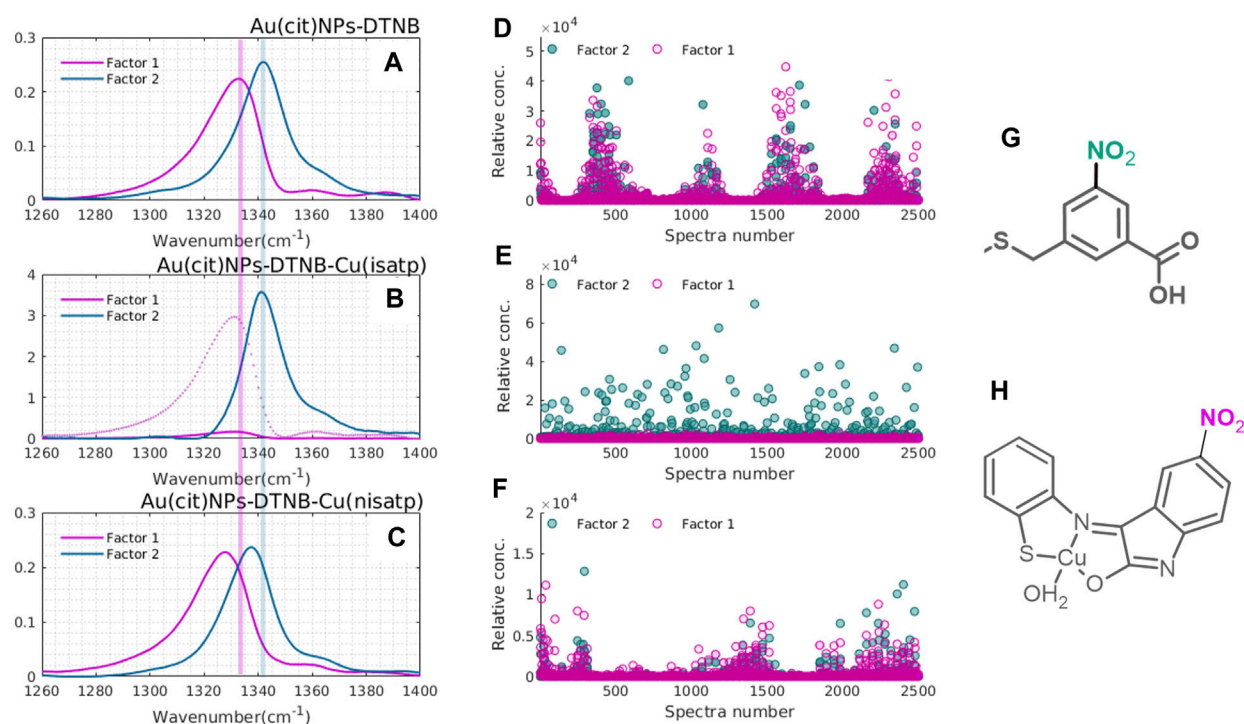 Au(cit)NPs-DTNB
A
Factor 1
Factor 2
0.3
0.2
0.1
0
1260 1280 1300 1320 1340 1360 1380 1400
Wavenumber(cm-1)
Au(cit)NPs-DTNB-Cu(isatp)
B
Factor 1
Factor 2
4
3
2
1
0
1260 1280 1300 1320 1340 1360 1380 1400
Wavenumber(cm-1)
Au(cit)NPs-DTNB-Cu(nisatp)
C
Factor 1
Factor 2
0.3
0.2
0.1
0
1260 1280 1300 1320 1340 1360 1380 1400
Wavenumber(cm-1)
D
×10⁴
Factor 2 Factor 1
Relative conc.
5
4
3
2
1
0
500 1000 1500 2000 2500
Spectra number
E
×10⁴
Factor 2 Factor 1
Relative conc.
8
6
4
2
0
500 1000 1500 2000 2500
Spectra number
F
×10⁴
Factor 2 Factor 1
Relative conc.
2
1.5
1
0.5
0
500 1000 1500 2000 2500
Spectra number
G
NO2
S
O
OH
H
NO2
N
S
Cu
N
OH2
O